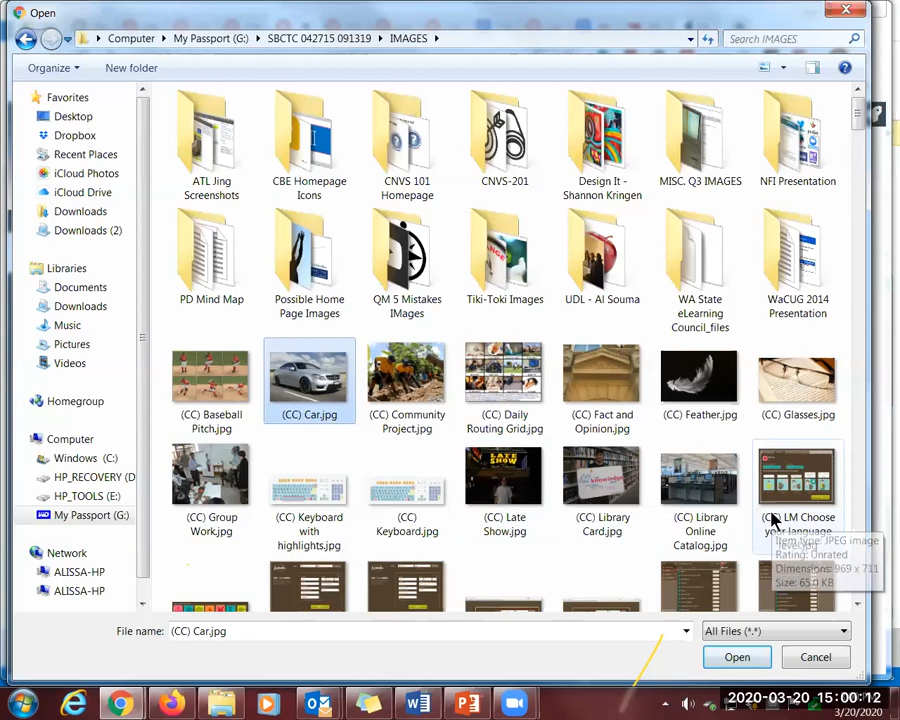 Open
Computer
My Passport (G:)
SBCTC 042715 091319
IMAGES
Search IMAGES
Organize
New folder
Favorites
Desktop
Dropbox
Recent Places
iCloud Photos
iCloud Drive
Downloads
Downloads (2)
Libraries
Documents
Downloads
Music
Pictures
Videos
Homegroup
Computer
Windows (C:)
HP_RECOVERY (D
HP_TOOLS (E:)
My Passport (G:)
Network
ALISSA-HP
ALISSA-HP
ATL Jing
Screenshots
CBE Homepage
Icons
CNVS 101
Homepage
CNVS-201
Design It -
Shannon Kringen
MISC. Q3 IMAGES
NFI Presentation
PD Mind Map
Possible Home
Page Images
QM 5 Mistakes
IMages
Tiki-Toki Images
UDL - Al Souma
WA State
eLearning
Council_files
WaCUG 2014
Presentation
(CC) Baseball
Pitch.jpg
(CC) Car.jpg
(CC) Community
Project.jpg
(CC) Daily
Routing Grid.jpg
(CC) Fact and
Opinion.jpg
(CC) Feather.jpg
(CC) Glasses.jpg
(CC) Group
Work.jpg
(CC) Keyboard
with
highlights.jpg
(CC)
Keyboard.jpg
LATE
SHOW
(CC) Late
Show.jpg
knowledge
(CC) Library
Card.jpg
(CC) Library
Online
Catalog.jpg
(CC) LM Choose
your language
level.jpg
Item type: JPEG image
Rating: Unrated
Dimensions: 969 x 711
Size: 65.0 KB
File name:
(CC) Car.jpg
All Files (*.*)
Open
Cancel
2020-03-20 15:00:12
3/20/2020